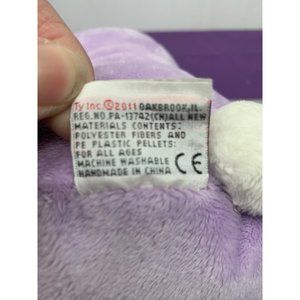 Ty Inc.©2011 OAKBROOK,IL.
REG.NO.PA-13742(CN)ALL NEW
MATERIALS CONTENTS:
POLYESTER FIBERS AND
PE PLASTIC PELLETS:
FOR ALL AGES
MACHINE WASHABLE
HANDMADE IN CHINA
CE